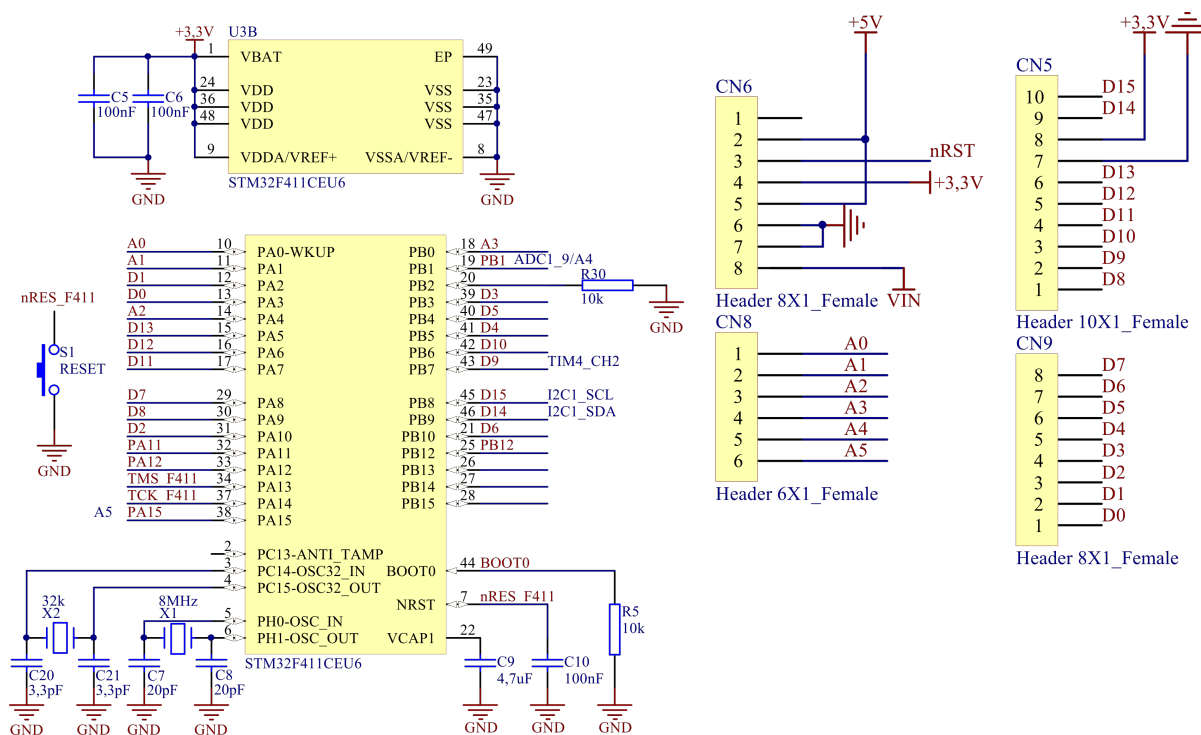 U3B
+3,3V
1 VBAT EP 49
24 VDD VSS 23
36 VDD VSS 35
48 VDD VSS 47
9 VDDA/VREF+ VSSA/VREF- 8
STM32F411CEU6
C5
100nF
C6
100nF
GND
GND
nRES_F411
S1
RESET
GND
A0 10 PA0-WKUP
A1 11 PA1
D1 12 PA2
D0 13 PA3
A2 14 PA4
D13 15 PA5
D12 16 PA6
D11 17 PA7
D7 29 PA8
D8 30 PA9
D2 31 PA10
PA11 32 PA11
PA12 33 PA12
TMS_F411 34 PA13
TCK_F411 37 PA14
A5 PA15 38 PA15
2 PC13-ANTI_TAMP
3 PC14-OSC32_IN
4 PC15-OSC32_OUT
5 PH0-OSC_IN
6 PH1-OSC_OUT
PB0 18 A3
PB1 19 PB1 ADC1_9/A4
PB2 20
PB3 39 D3
PB4 40 D5
PB5 41 D4
PB6 42 D10
PB7 43 D9 TIM4_CH2
PB8 45 D15 I2C1_SCL
PB9 46 D14 I2C1_SDA
PB10 21 D6
PB12 25 PB12
PB13 26
PB14 27
PB15 28
BOOT0 44 BOOT0
NRST 7 nRES_F411
VCAP1 22
STM32F411CEU6
R30
10k
GND
32k
X2
8MHz
X1
C20
3,3pF
C21
3,3pF
C7
20pF
C8
20pF
GND
GND
GND
GND
C9
4,7uF
C10
100nF
R5
10k
GND
GND
GND
+5V
CN6
1
2
3 nRST
4 +3,3V
5
6
7
8 VIN
Header 8X1_Female
CN8
1 A0
2 A1
3 A2
4 A3
5 A4
6 A5
Header 6X1_Female
+3,3V
CN5
10 D15
9 D14
8
7
6 D13
5 D12
4 D11
3 D10
2 D9
1 D8
Header 10X1_Female
CN9
8 D7
7 D6
6 D5
5 D4
4 D3
3 D2
2 D1
1 D0
Header 8X1_Female